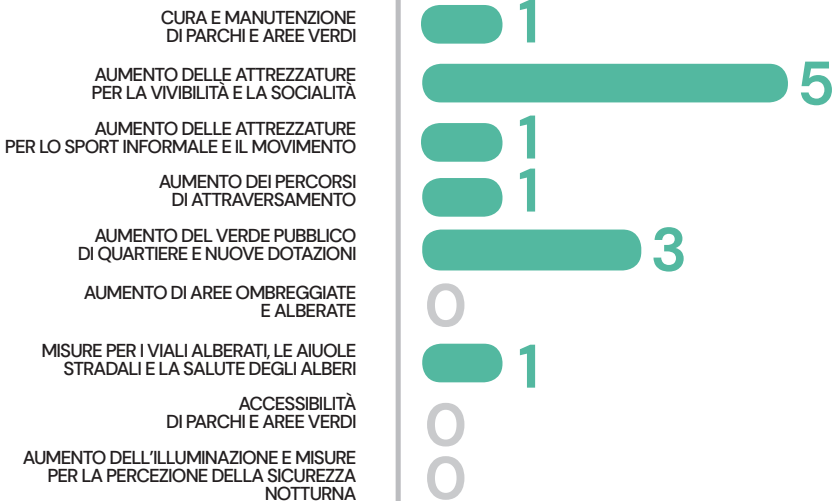 CURA E MANUTENZIONE
DI PARCHI E AREE VERDI
1
AUMENTO DELLE ATTREZZATURE
PER LA VIVIBILITÀ E LA SOCIALITÀ
5
AUMENTO DELLE ATTREZZATURE
PER LO SPORT INFORMALE E IL MOVIMENTO
1
AUMENTO DEI PERCORSI
DI ATTRAVERSAMENTO
1
AUMENTO DEL VERDE PUBBLICO
DI QUARTIERE E NUOVE DOTAZIONI
3
AUMENTO DI AREE OMBREGGIATE
E ALBERATE
0
MISURE PER I VIALI ALBERATI, LE AIUOLE
STRADALI E LA SALUTE DEGLI ALBERI
1
ACCESSIBILITÀ
DI PARCHI E AREE VERDI
0
AUMENTO DELL'ILLUMINAZIONE E MISURE
PER LA PERCEZIONE DELLA SICUREZZA
NOTTURNA
0